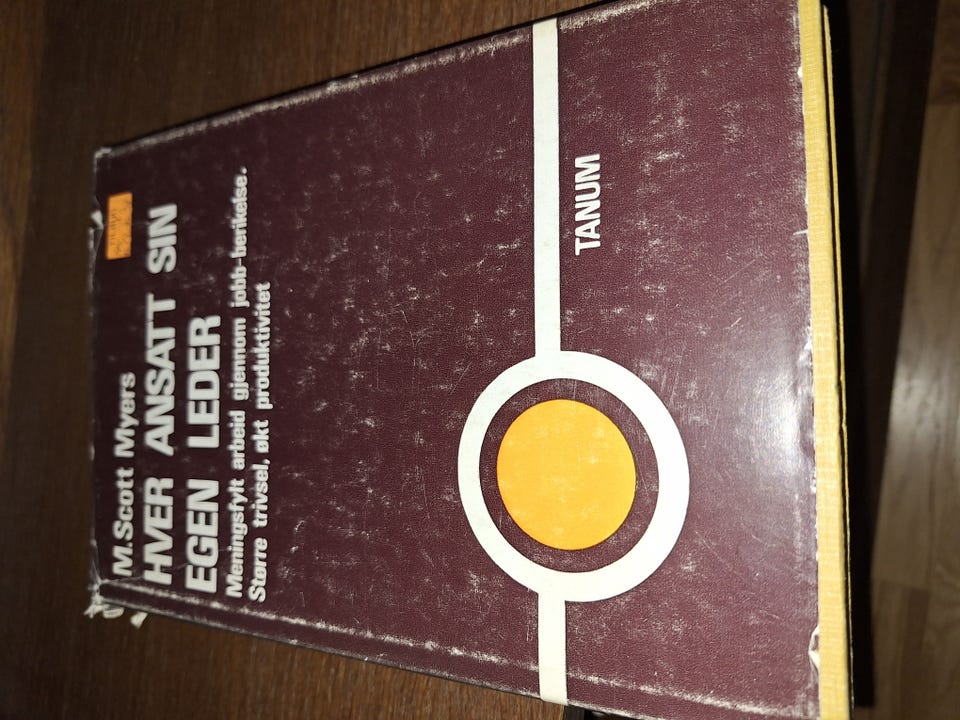 M.Scott Myers
HVER ANSATT SIN
EGEN LEDER
Meningsfylt arbeid gjennom jobb-berikelse.
Større trivsel, økt produktivitet
TANUM